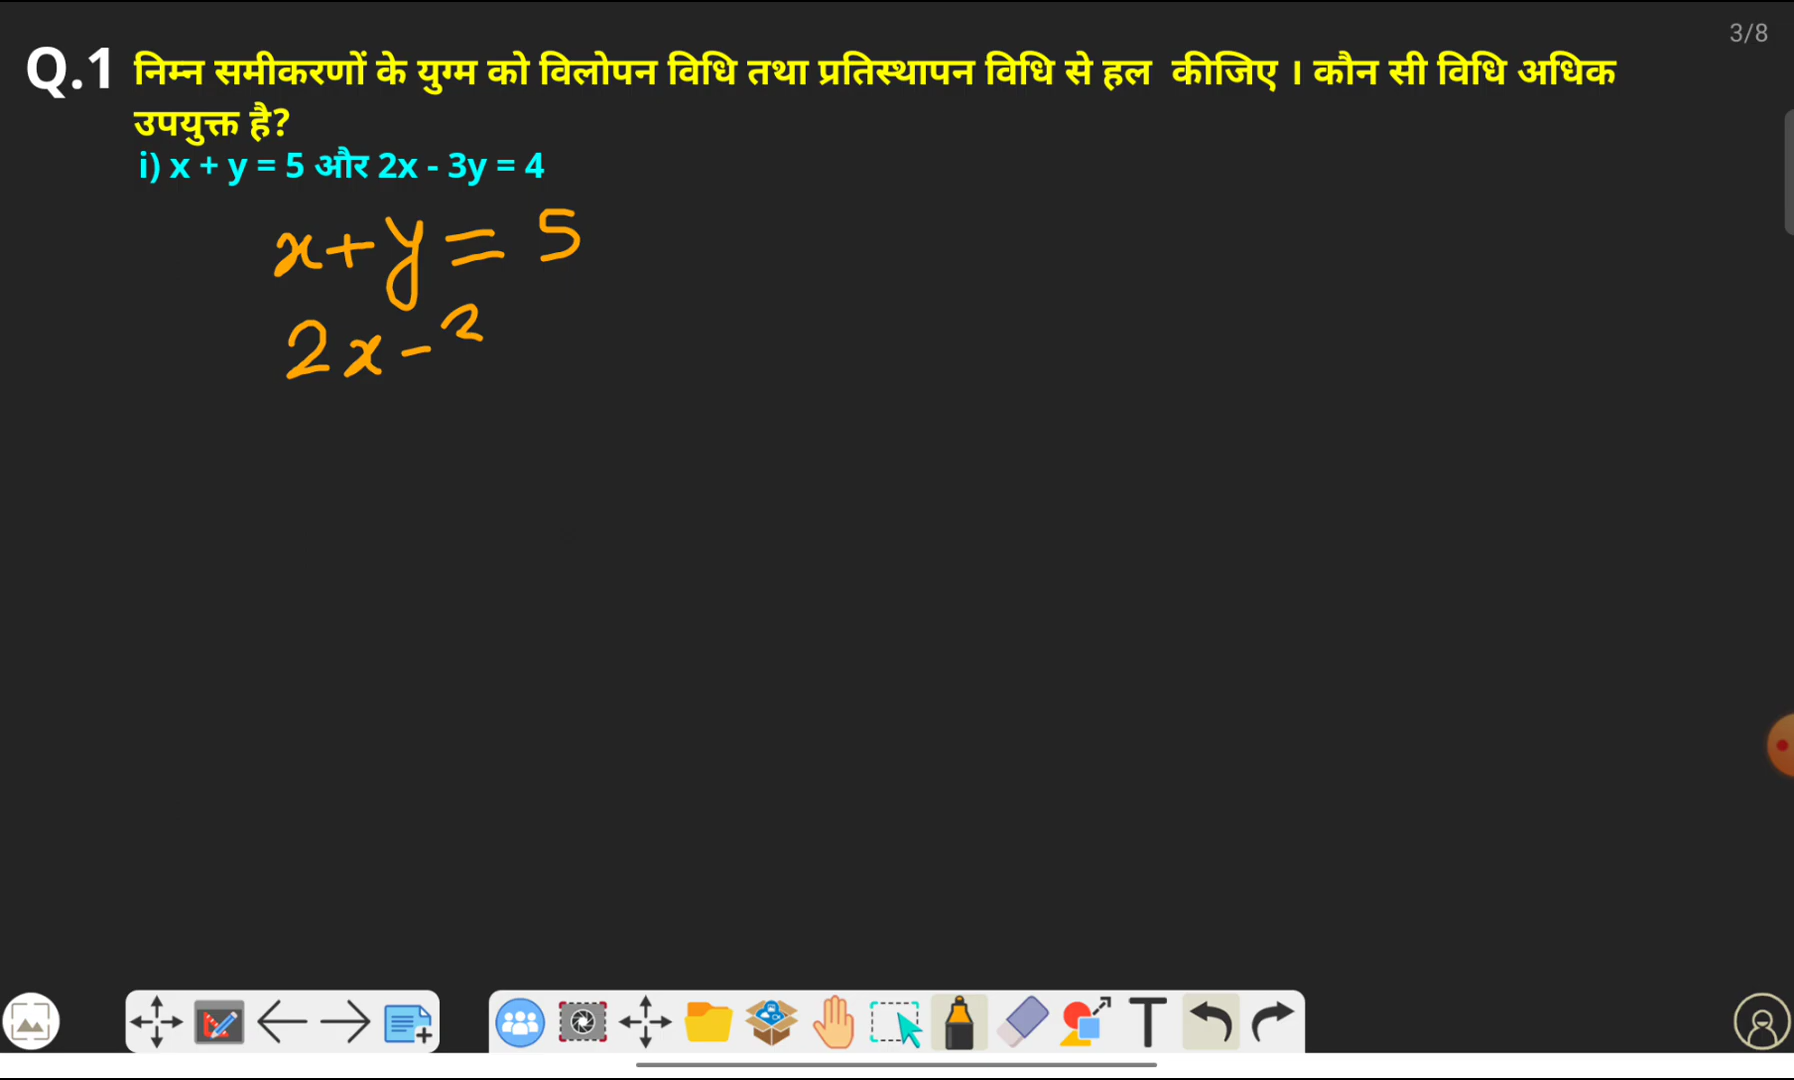 3/8
Q.1 निम्न समीकरणों के युग्म को विलोपन विधि तथा प्रतिस्थापन विधि से हल कीजिए । कौन सी विधि अधिक
उपयुक्त है?
i) x + y = 5 और 2x - 3y = 4
x+y= 5
2x-2